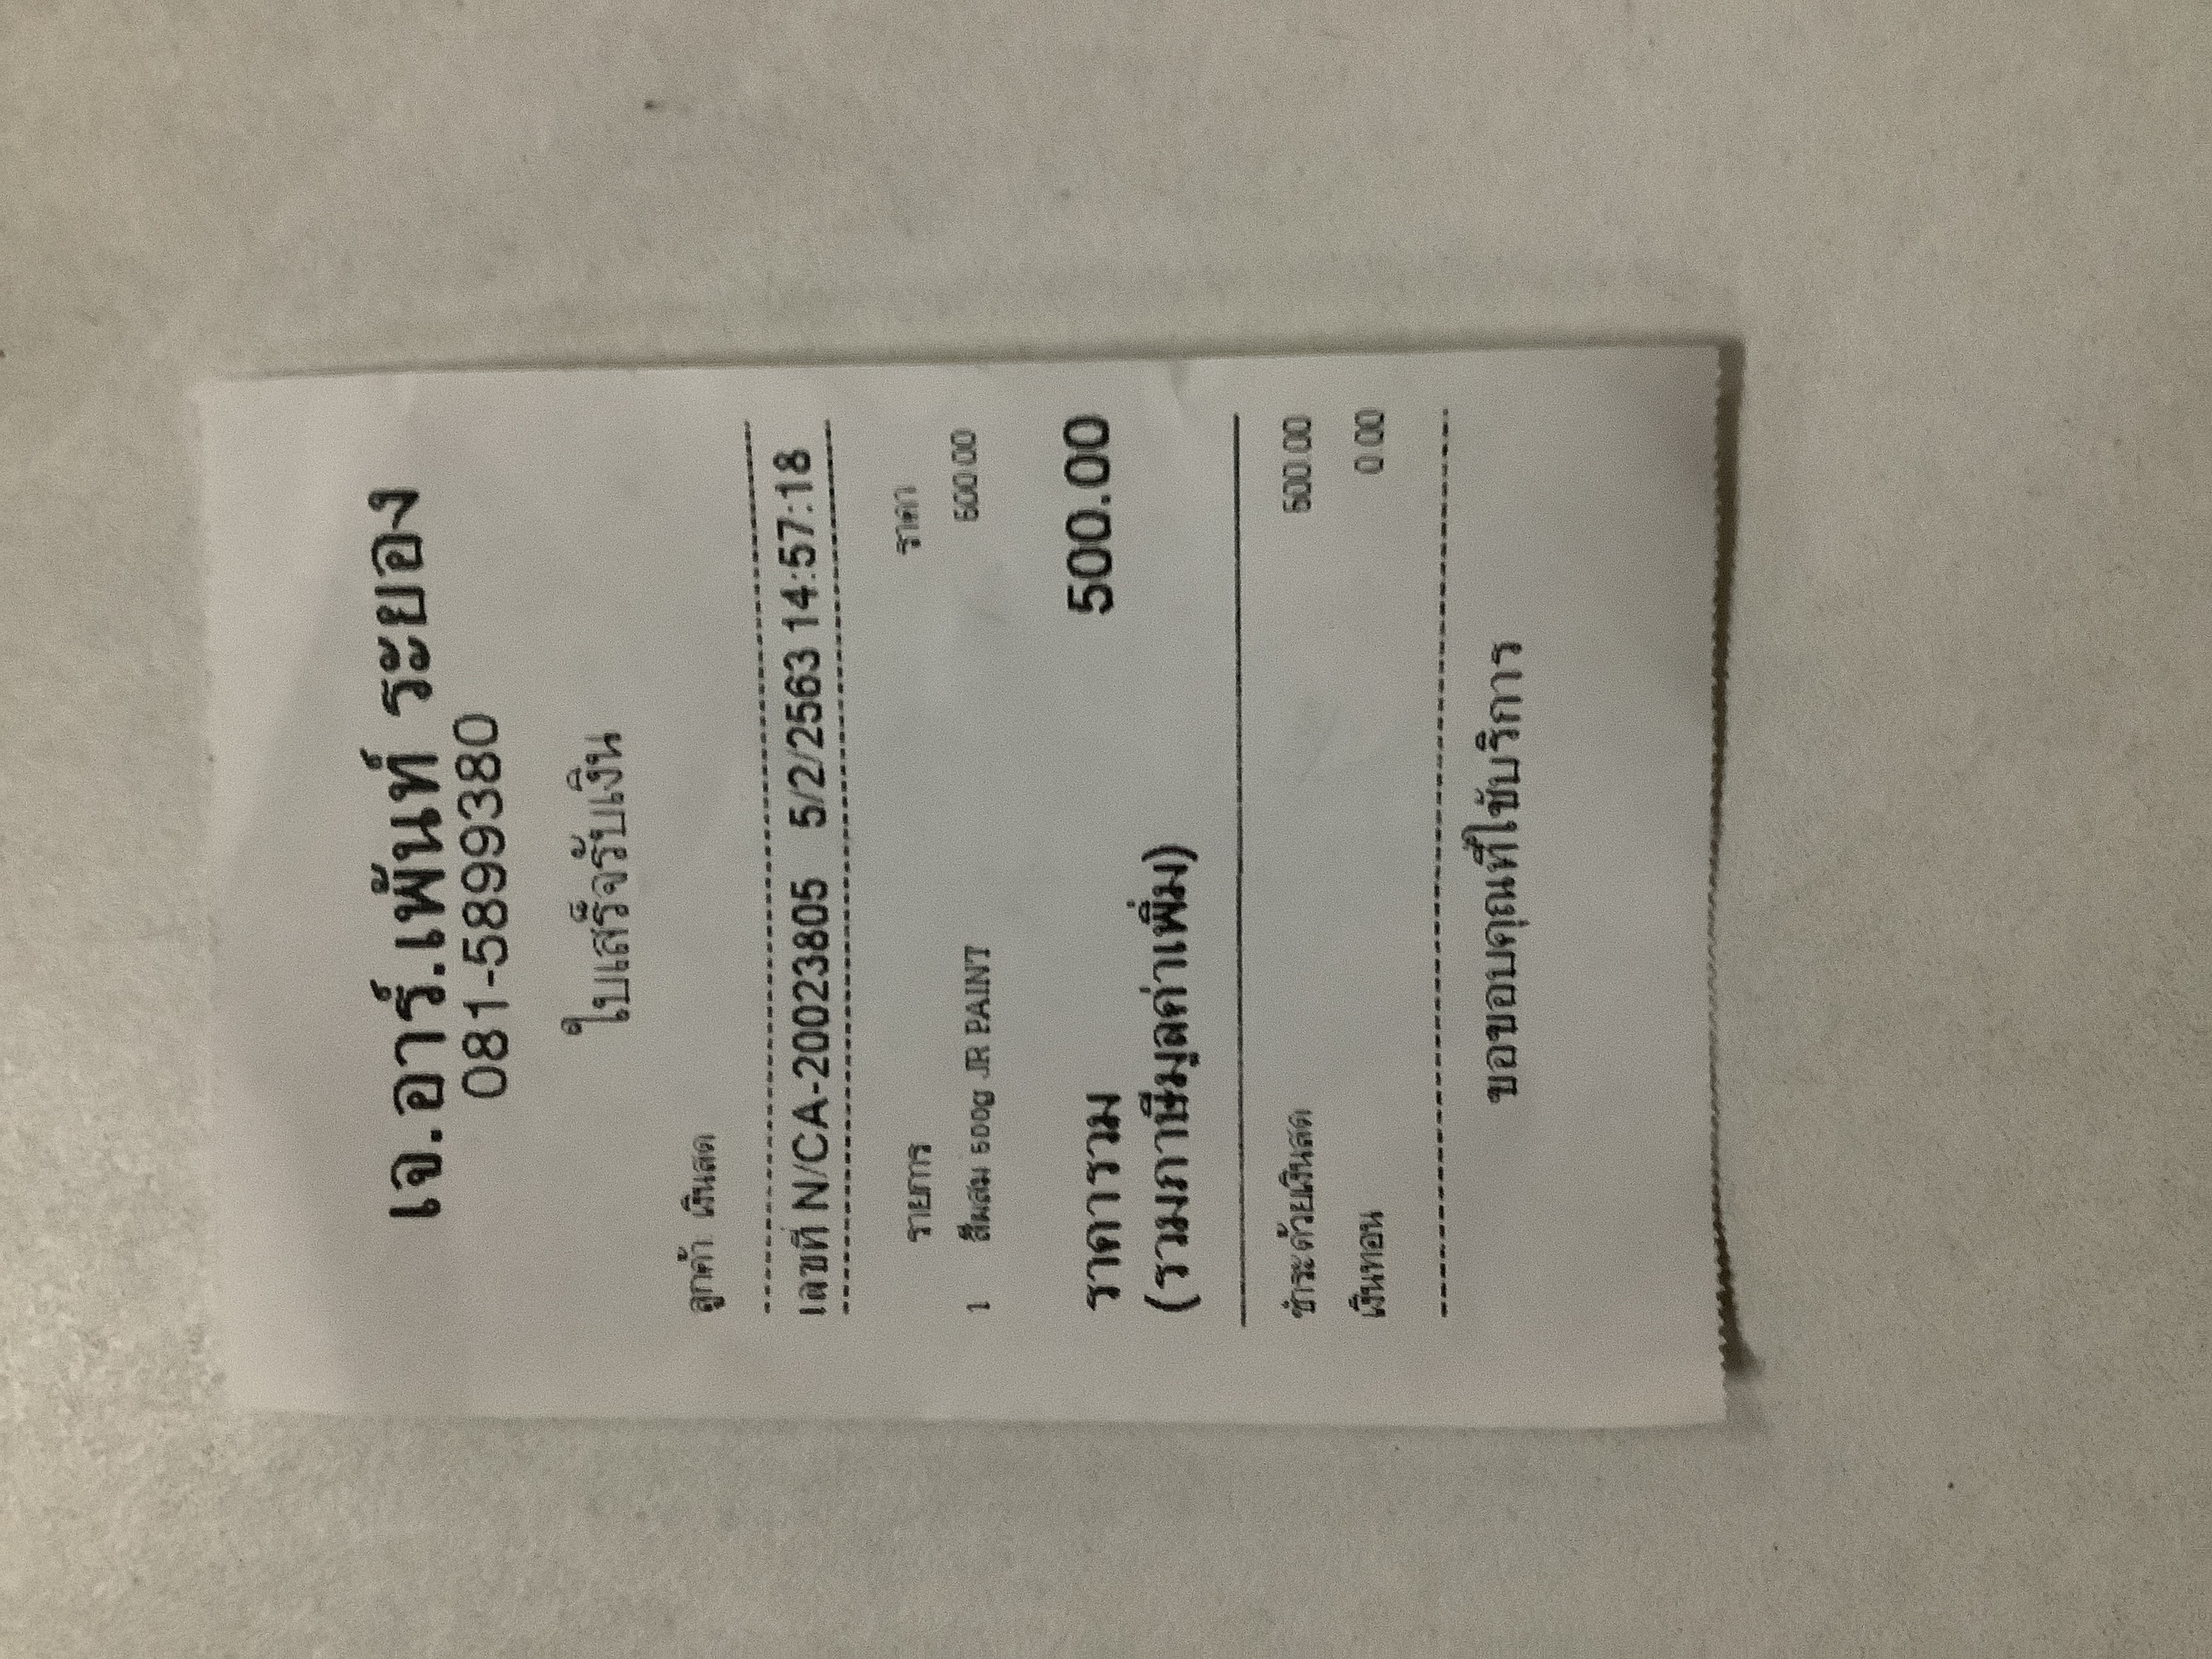 เจ.อาร์.เพ้นท์ ระยอง
081-5899380
ใบเสร็จรับเงิน
ลูกค้า เงินสด
เลขที่ N/CA-20023805 5/2/2563 14:57:18
รายการ ราคา
1 สีผสม 500g JR PAINT 500.00
ราคารวม 500.00
(รวมภาษีมูลค่าเพิ่ม)
ชำระด้วยเงินสด 500.00
เงินทอน 0.00
ขอขอบคุณที่ใช้บริการ